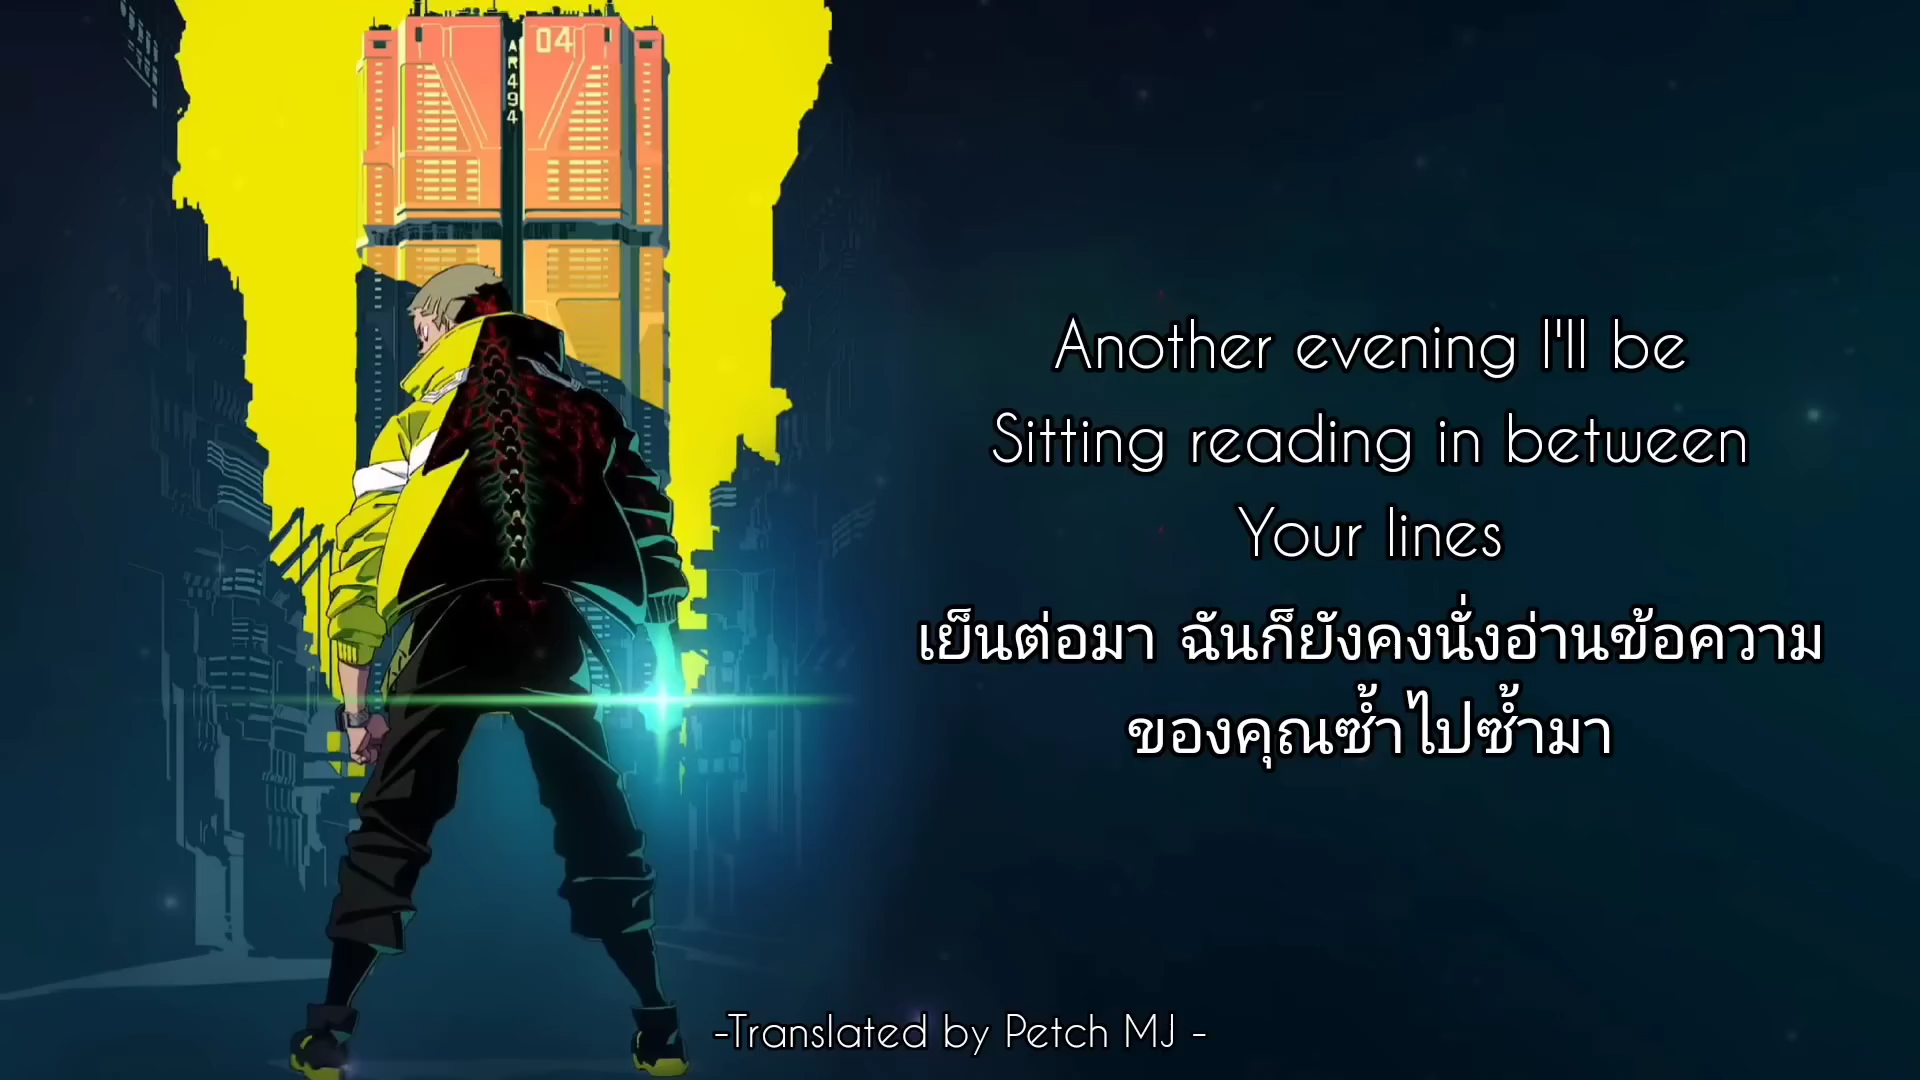 04
AR494
Another evening I'll be
Sitting reading in between
Your lines
เย็นต่อมา ฉันก็ยังคงนั่งอ่านข้อความ
ของคุณซ้ำไปซ้ำมา
-Translated by Petch MJ -